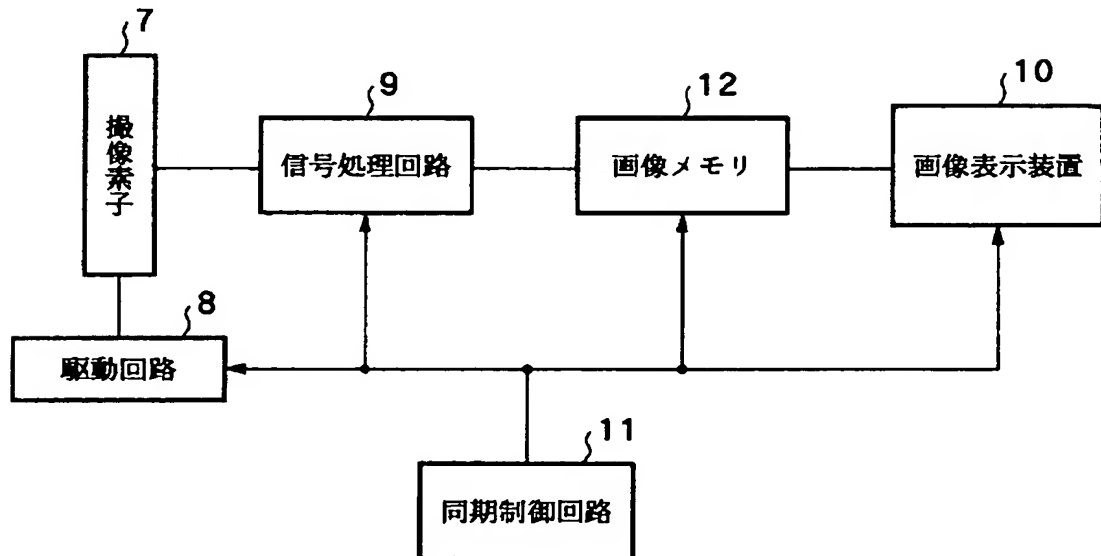 7
撮像素子
9
信号処理回路
12
画像メモリ
10
画像表示装置
8
駆動回路
11
同期制御回路